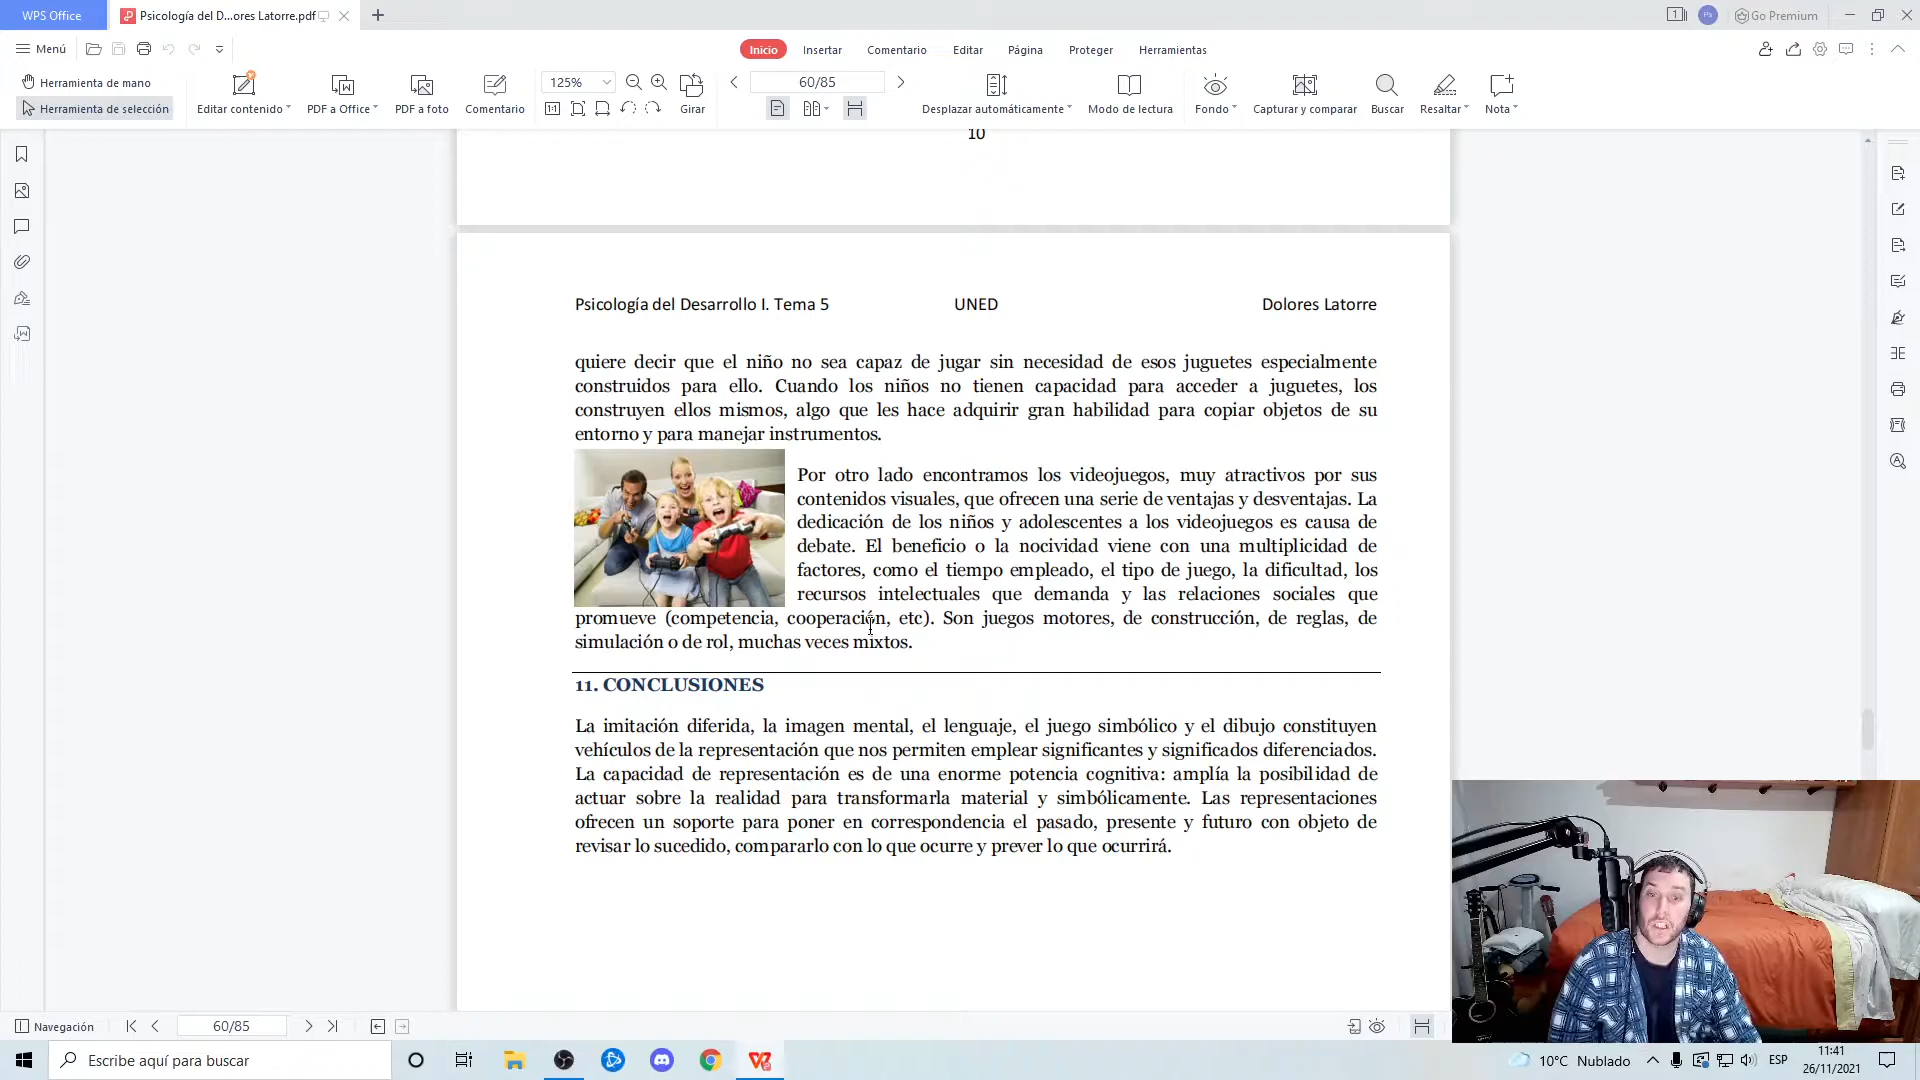 WPS Office
Psicología del D...ores Latorre.pdf
1
Go Premium
Menú
Inicio
Insertar
Comentario
Editar
Página
Proteger
Herramientas
Herramienta de mano
Herramienta de selección
Editar contenido
PDF a Office
PDF a foto
Comentario
125%
Girar
60/85
Desplazar automáticamente
Modo de lectura
Fondo
Capturar y comparar
Buscar
Resaltar
Nota
10
Psicología del Desarrollo I. Tema 5 UNED Dolores Latorre
quiere decir que el niño no sea capaz de jugar sin necesidad de esos juguetes especialmente
construidos para ello. Cuando los niños no tienen capacidad para acceder a juguetes, los
construyen ellos mismos, algo que les hace adquirir gran habilidad para copiar objetos de su
entorno y para manejar instrumentos.
Por otro lado encontramos los videojuegos, muy atractivos por sus
contenidos visuales, que ofrecen una serie de ventajas y desventajas. La
dedicación de los niños y adolescentes a los videojuegos es causa de
debate. El beneficio o la nocividad viene con una multiplicidad de
factores, como el tiempo empleado, el tipo de juego, la dificultad, los
recursos intelectuales que demanda y las relaciones sociales que
promueve (competencia, cooperación, etc). Son juegos motores, de construcción, de reglas, de
simulación o de rol, muchas veces mixtos.
11. CONCLUSIONES
La imitación diferida, la imagen mental, el lenguaje, el juego simbólico y el dibujo constituyen
vehículos de la representación que nos permiten emplear significantes y significados diferenciados.
La capacidad de representación es de una enorme potencia cognitiva: amplía la posibilidad de
actuar sobre la realidad para transformarla material y simbólicamente. Las representaciones
ofrecen un soporte para poner en correspondencia el pasado, presente y futuro con objeto de
revisar lo sucedido, compararlo con lo que ocurre y prever lo que ocurrirá.
Navegación
60/85
Escribe aquí para buscar
10°C Nublado
ESP
11:41
26/11/2021